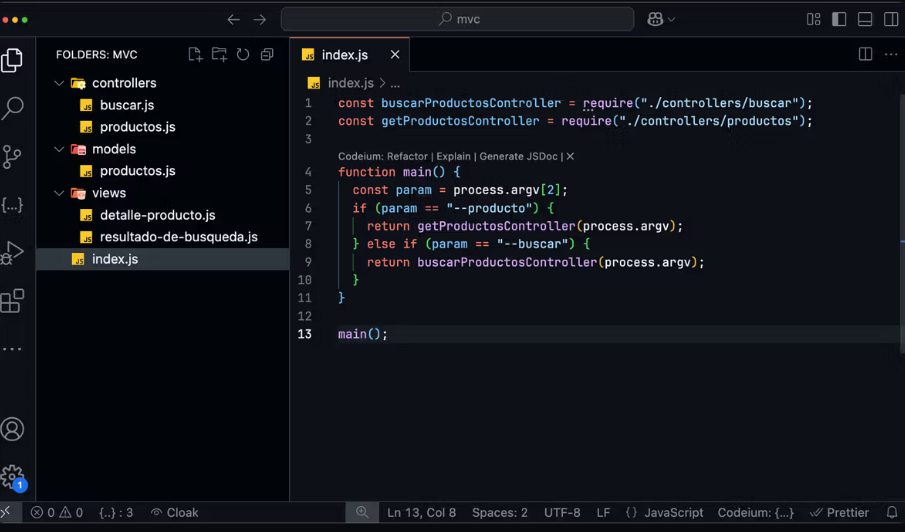 mvc
FOLDERS: MVC
controllers
buscar.js
productos.js
models
productos.js
views
detalle-producto.js
resultado-de-busqueda.js
index.js
index.js
index.js > ...
1 const buscarProductosController = require("./controllers/buscar");
2 const getProductosController = require("./controllers/productos");
3
Codeium: Refactor | Explain | Generate JSDoc | X
4 function main() {
5 const param = process.argv[2];
6 if (param == "--producto") {
7 return getProductosController(process.argv);
8 } else if (param == "--buscar") {
9 return buscarProductosController(process.argv);
10 }
11 }
12
13 main();
1
0 0 {..} : 3 Cloak Ln 13, Col 8 Spaces: 2 UTF-8 LF {} JavaScript Codeium: {...} Prettier